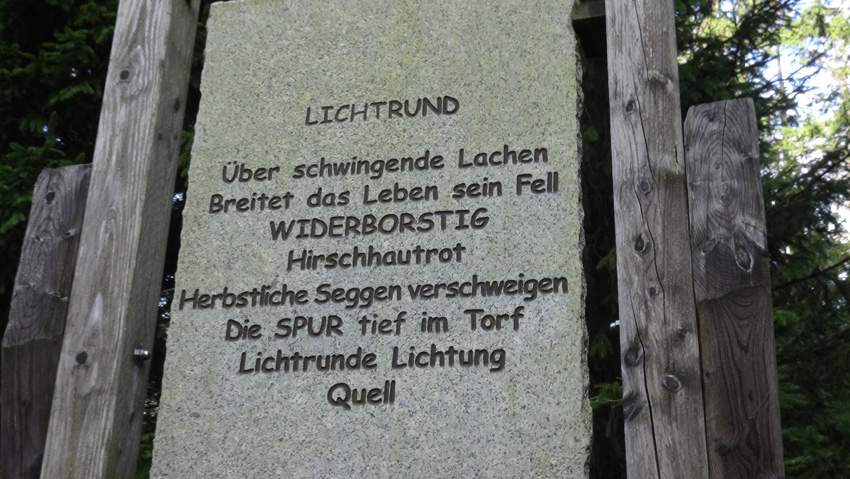 LICHTRUND
Über schwingende Lachen
Breitet das Leben sein Fell
WIDERBORSTIG
Hirschhautrot
Herbstliche Seggen verschweigen
Die SPUR tief im Torf
Lichtrunde Lichtung
Quell